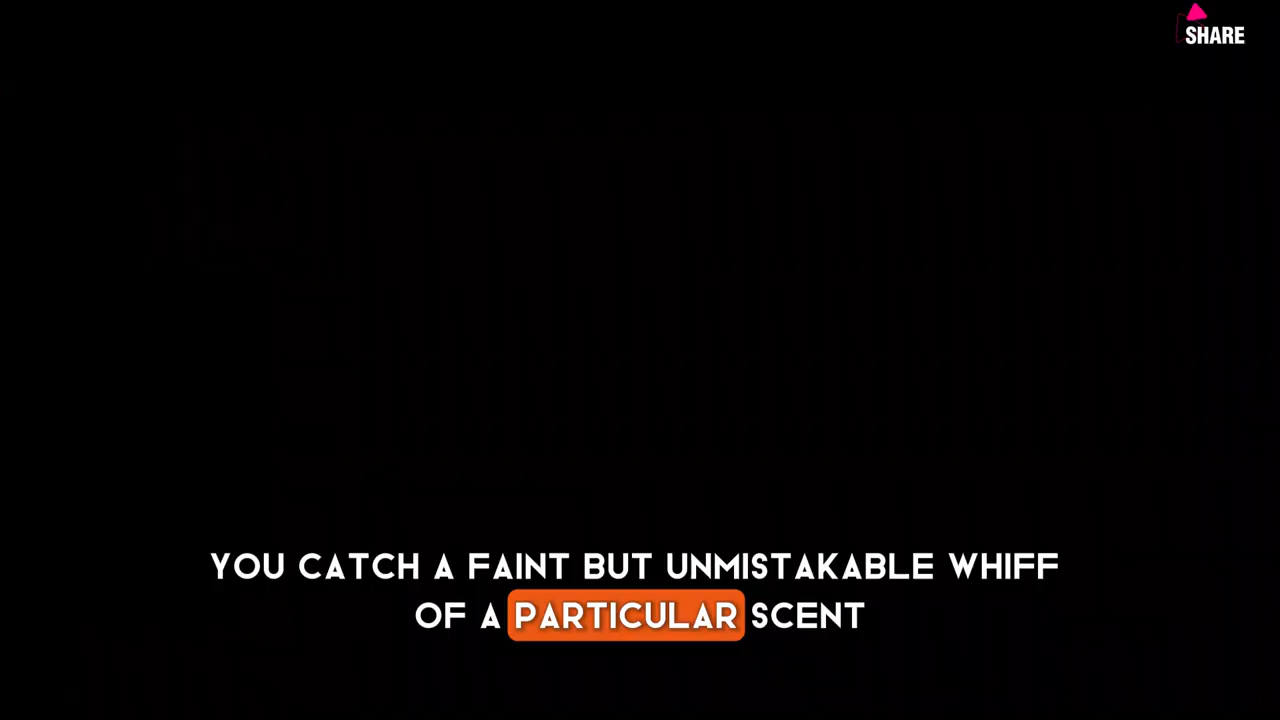 SHARE
YOU CATCH A FAINT BUT UNMISTAKABLE WHIFF
OF A PARTICULAR SCENT